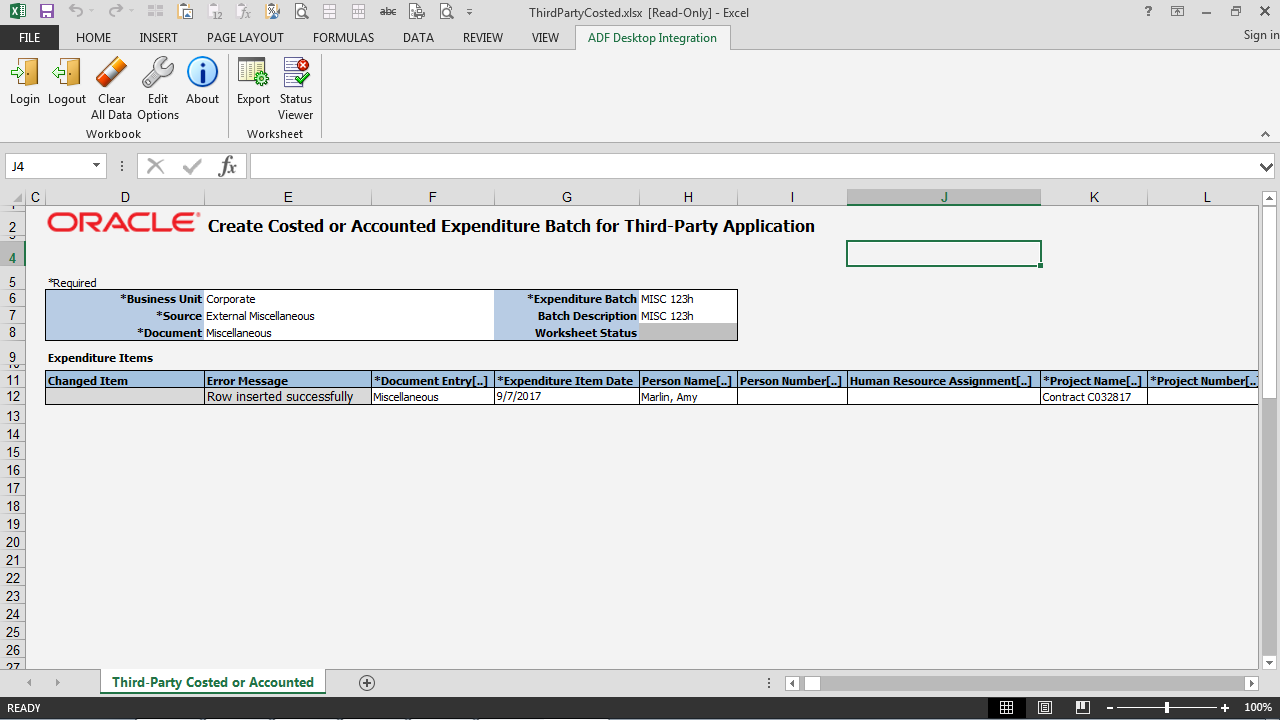 ThirdPartyCosted.xlsx [Read-Only] - Excel
FILE HOME INSERT PAGE LAYOUT FORMULAS DATA REVIEW VIEW ADF Desktop Integration Sign in
Login Logout Clear All Data Edit Options About Export Status Viewer
Workbook Worksheet
J4 fx
C D E F G H I J K L
2 ORACLE Create Costed or Accounted Expenditure Batch for Third-Party Application
4
5 *Required
6 *Business Unit Corporate *Expenditure Batch MISC 123h
7 *Source External Miscellaneous Batch Description MISC 123h
8 *Document Miscellaneous Worksheet Status
9 Expenditure Items
11 Changed Item Error Message *Document Entry[..] *Expenditure Item Date Person Name[..] Person Number[..] Human Resource Assignment[..] *Project Name[..] *Project Number[..]
12 Row inserted successfully Miscellaneous 9/7/2017 Marlin, Amy Contract C032817
13
14
15
16
17
18
19
20
21
22
23
24
25
26
27
Third-Party Costed or Accounted
READY 100%